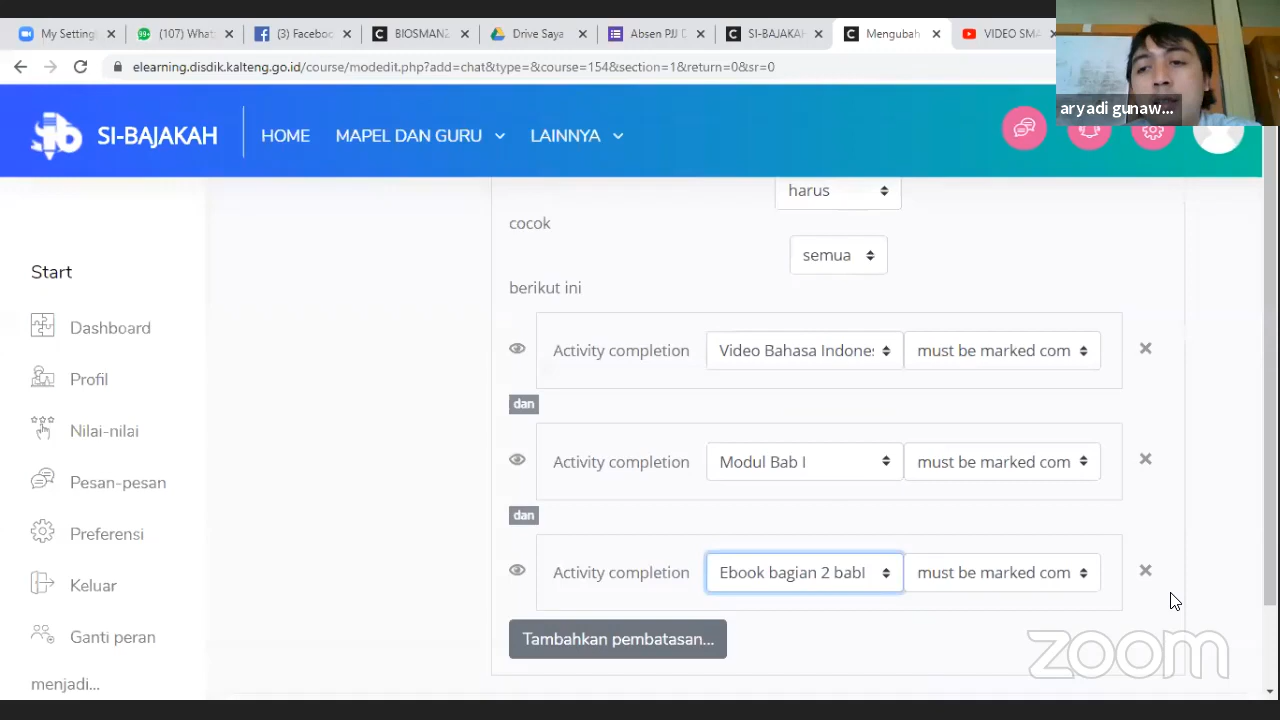 My Setting
(107) What
(3) Facebo
BIOSMAN2
Drive Saya
Absen PJJ D
SI-BAJAKAH
Mengubah
VIDEO SMA
elearning.disdik.kalteng.go.id/course/modedit.php?add=chat&type=&course=154&section=1&return=0&sr=0
aryadi gunaw...
SI-BAJAKAH
HOME
MAPEL DAN GURU
LAINNYA
Start
Dashboard
Profil
Nilai-nilai
Pesan-pesan
Preferensi
Keluar
Ganti peran
menjadi...
harus
cocok
semua
berikut ini
Activity completion Video Bahasa Indones must be marked com
dan
Activity completion Modul Bab I must be marked com
dan
Activity completion Ebook bagian 2 babI must be marked com
Tambahkan pembatasan...
zoom